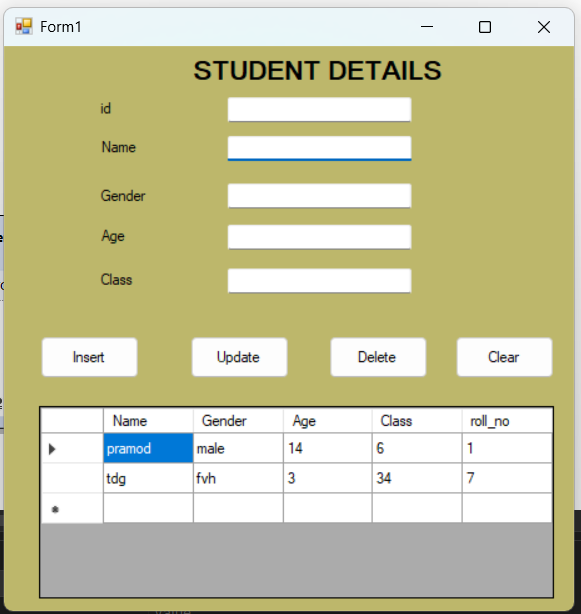 Form1
STUDENT DETAILS
id
Name
Gender
Age
Class
Insert Update Delete Clear
Name Gender Age Class roll_no
pramod male 14 6 1
tdg fvh 3 34 7